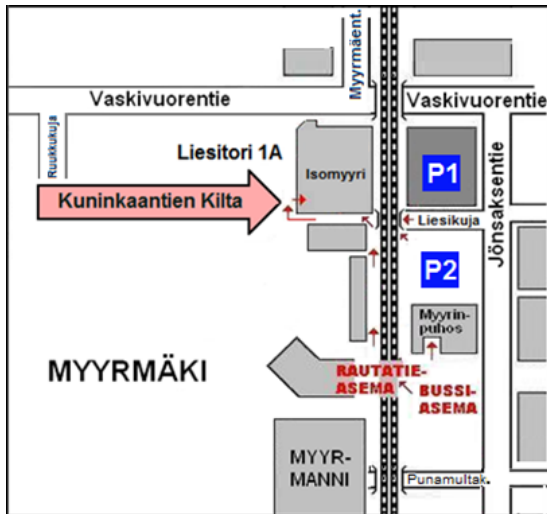 Myyrmäent.
Vaskivuorentie
Vaskivuorentie
Ruukkukuja
Liesitori 1A
Isomyyri
P1
Kuninkaantien Kilta
Liesikuja
Jönsaksentie
P2
Myyrin-
puhos
MYYRMÄKI
RAUTATIE-
ASEMA
BUSSI-
ASEMA
MYYR-
MANNI
Punamultak.